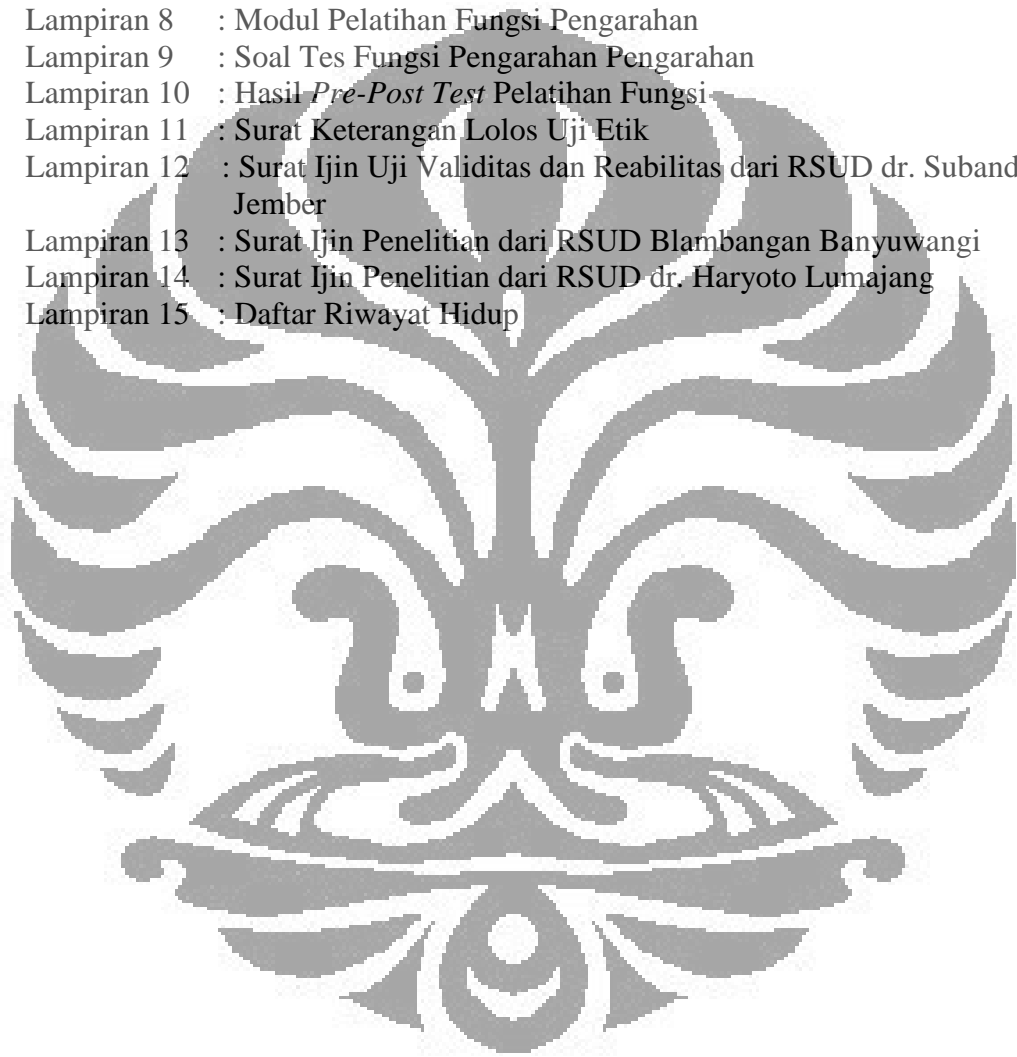 Lampiran 8 : Modul Pelatihan Fungsi Pengarahan
Lampiran 9 : Soal Tes Fungsi Pengarahan Pengarahan
Lampiran 10 : Hasil Pre-Post Test Pelatihan Fungsi
Lampiran 11 : Surat Keterangan Lolos Uji Etik
Lampiran 12 : Surat Ijin Uji Validitas dan Reabilitas dari RSUD dr. Suband
Jember
Lampiran 13 : Surat Ijin Penelitian dari RSUD Blambangan Banyuwangi
Lampiran 14 : Surat Ijin Penelitian dari RSUD dr. Haryoto Lumajang
Lampiran 15 : Daftar Riwayat Hidup